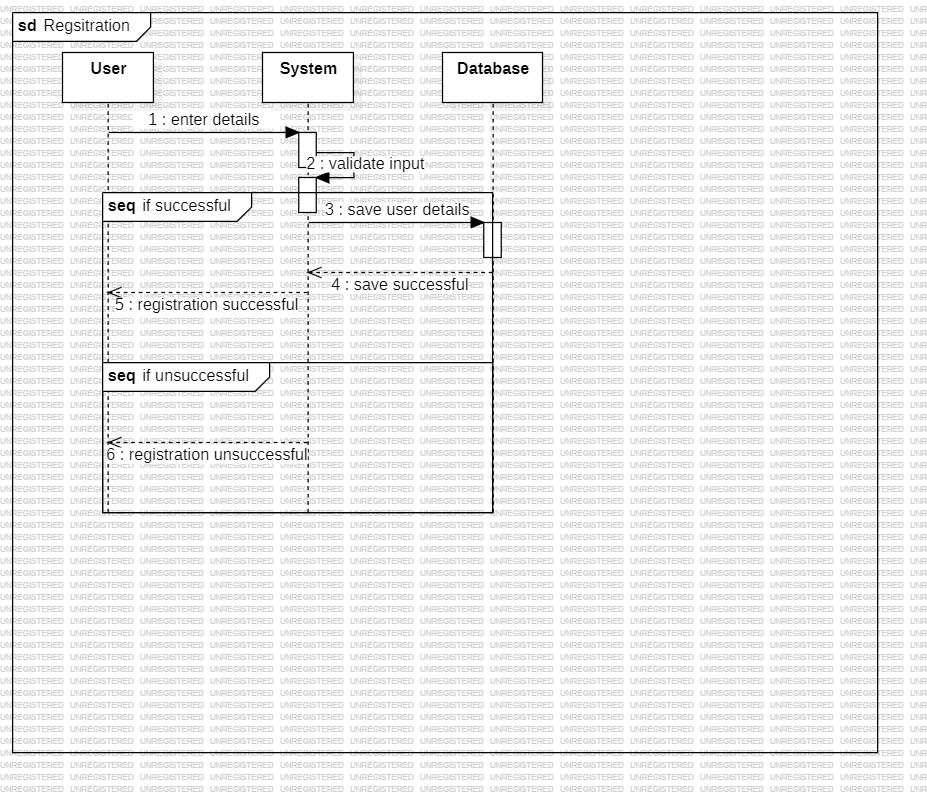 sd Regsitration
User
System
Database
1 : enter details
2 : validate input
seq if successful
3 : save user details
4 : save successful
5 : registration successful
seq if unsuccessful
6 : registration unsuccessful
UNREGISTERED